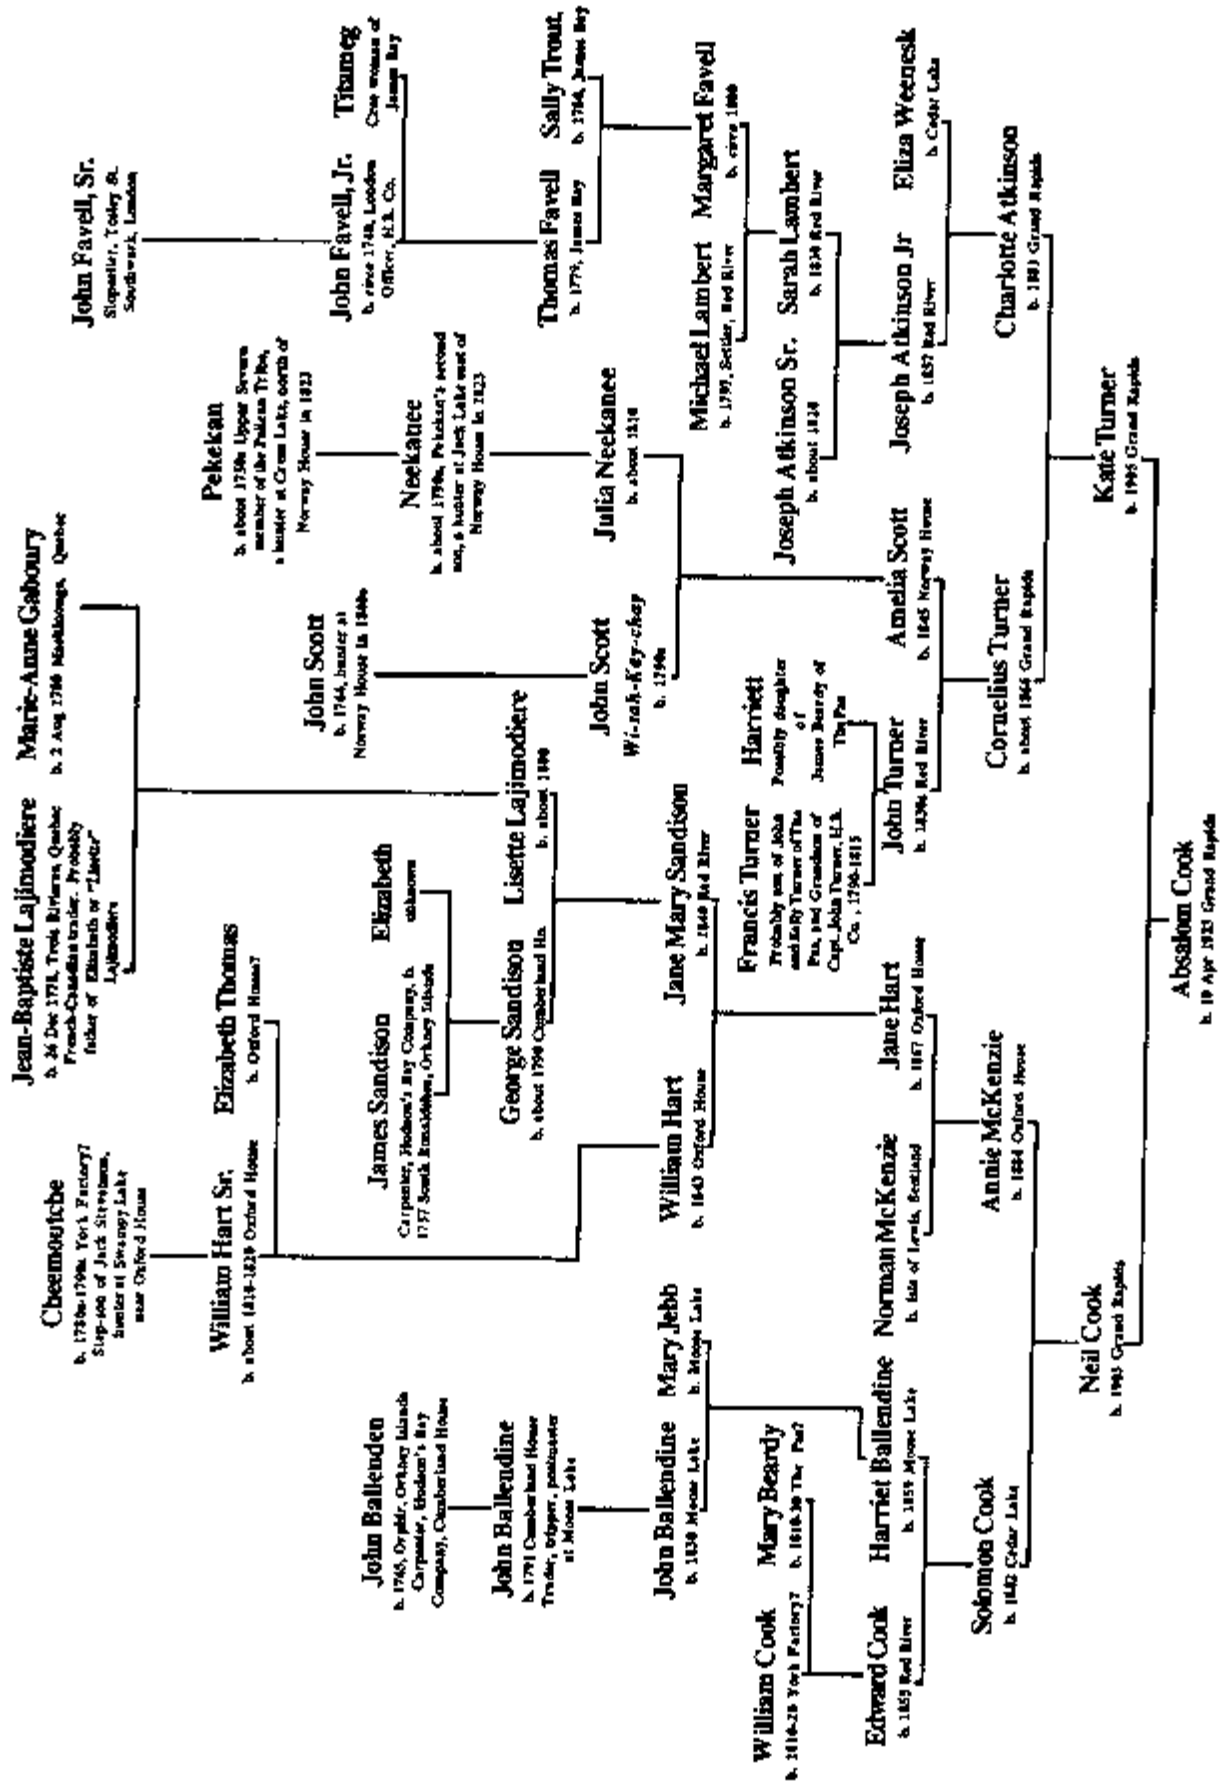 Jean-Baptiste Lajimodiere
b. 26 Dec 1778, Trois Rivieres, Quebec
French-Canadian trader. Probably
father of Elizabeth or "Lisette"
Lajimodiere
Marie-Anne Gaboury
b. 2 Aug 1780 Maskinonge, Quebec
John Favell, Sr.
Slopseller, Tooley St.
Southwark, London
Cheemoutche
b. 1780s-1790s York Factory?
Step-son of Jack Stevenson,
hunter at Swampy Lake
near Oxford House
William Hart Sr.
b. about 1818-1820 Oxford House
Elizabeth Thomas
b. Oxford House?
Pekekan
b. about 1750s Upper Severn
member of the Pelican Tribe,
a hunter at Cross Lake, north of
Norway House in 1823
John Scott
b. 1766, hunter at
Norway House in 1840s
John Favell, Jr.
b. circa 1740, London
Officer, H.B. Co.
Titameg
Cree woman of
James Bay
John Ballenden
b. 1765, Orphir, Orkney Islands
Carpenter, Hudson's Bay
Company, Cumberland House
James Sandison
Carpenter, Hudson's Bay Company, b.
1757 South Ronaldshea, Orkney Islands
Elizabeth
unknown
Neekanee
b. about 1790s, Pekekan's second
son, a hunter at Jack Lake east of
Norway House in 1823
John Ballendine
b. 1791 Cumberland House
Trader, tripper, postmaster
at Moose Lake
George Sandison
b. about 1790 Cumberland Ho.
Lisette Lajimodiere
b. about 1800
John Scott
Wi-sah-Kay-chay
b. 1790s
Julia Neekanee
b. about 1810
Thomas Favell
b. 1779, James Bay
Sally Trout,
b. 1780, James Bay
John Ballendine
b. 1830 Moose Lake
Mary Jebb
b. Moose Lake
William Hart
b. 1843 Oxford House
Jane Mary Sandison
b. 1840 Red River
Michael Lambert
b. 1797, Settler, Red River
Margaret Favell
b. circa 1800
William Cook
b. 1810-20 York Factory?
Mary Beardy
b. 1810-20 The Pas?
Francis Turner
Probably son of John
and Kelly Turner of The
Pas, and Grandson of
Capt. John Turner, H.B.
Co., 1790-1815
Harriett
Possibly daughter
of
James Beardy of
The Pas
Joseph Atkinson Sr.
b. about 1828
Sarah Lambert
b. 1830 Red River
Edward Cook
b. 1855 Red River
Harriet Ballendine
b. 1859 Moose Lake
Norman McKenzie
b. Isle of Lewis, Scotland
Jane Hart
b. 1867 Oxford House
John Turner
b. 1830s Red River
Amelia Scott
b. 1845 Norway House
Joseph Atkinson Jr
b. 1857 Red River
Eliza Weenesk
b. Cedar Lake
Solomon Cook
b. 1882 Cedar Lake
Annie McKenzie
b. 1884 Oxford House
Cornelius Turner
b. about 1866 Grand Rapids
Charlotte Atkinson
b. 1883 Grand Rapids
Neil Cook
b. 1903 Grand Rapids
Kate Turner
b. 1905 Grand Rapids
Absalom Cook
b. 10 Apr 1923 Grand Rapids